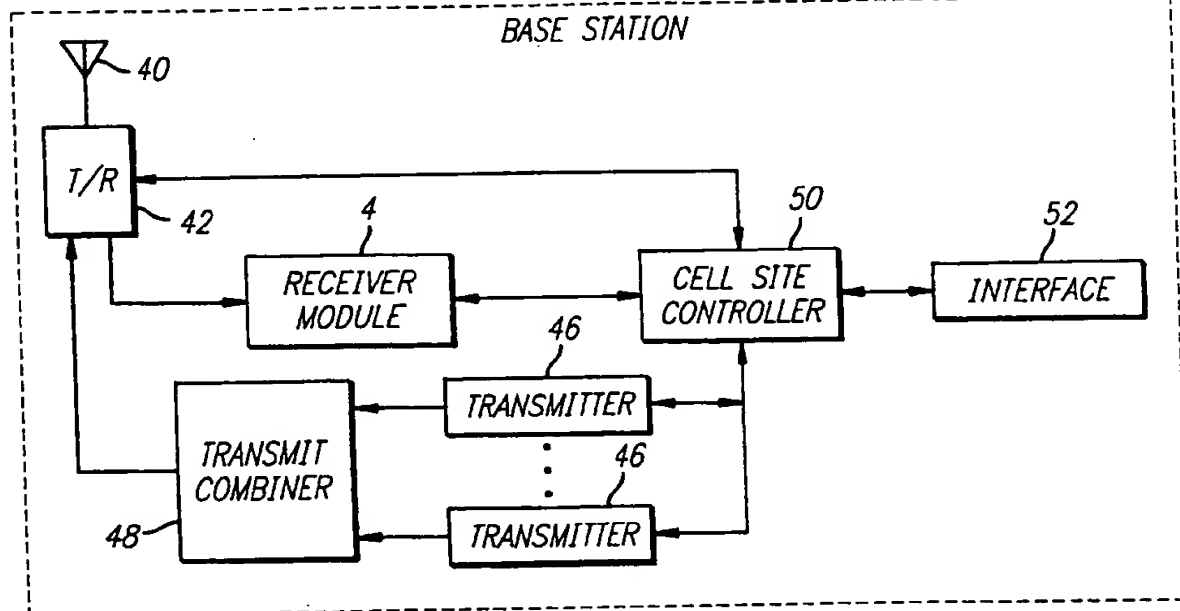 BASE STATION
40
T/R
42
4
RECEIVER
MODULE
50
CELL SITE
CONTROLLER
52
INTERFACE
46
TRANSMITTER
46
TRANSMITTER
TRANSMIT
COMBINER
48